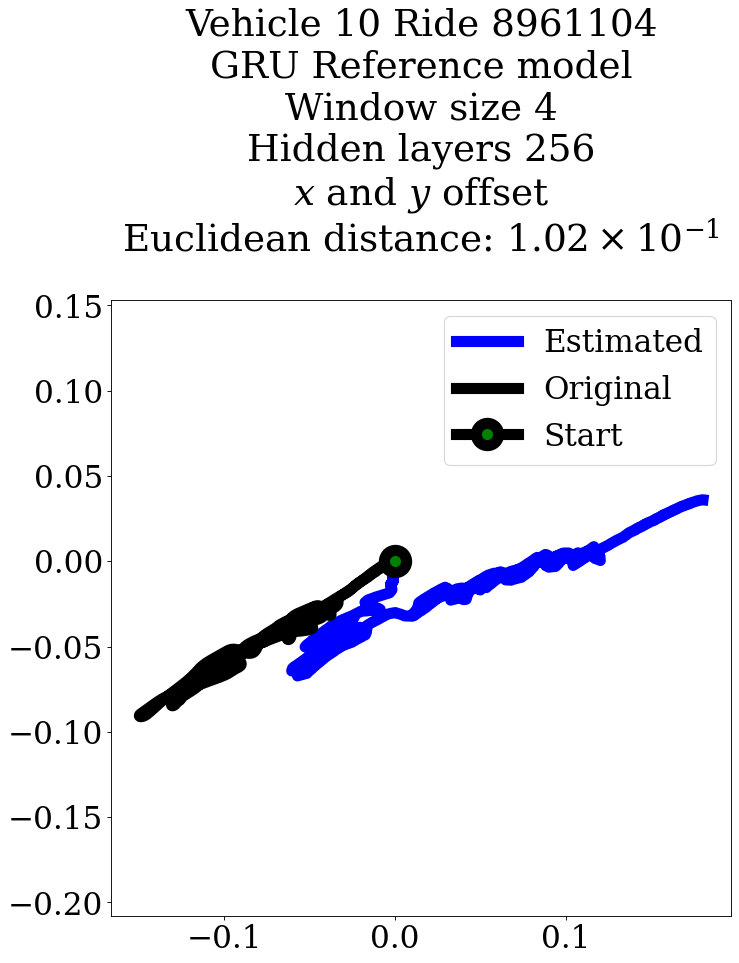 Vehicle 10 Ride 8961104
GRU Reference model
Window size 4
Hidden layers 256
x and y offset
Euclidean distance: 1.02 × 10⁻¹
0.15
0.10
0.05
0.00
−0.05
−0.10
−0.15
−0.20
Estimated
Original
Start
−0.1
0.0
0.1